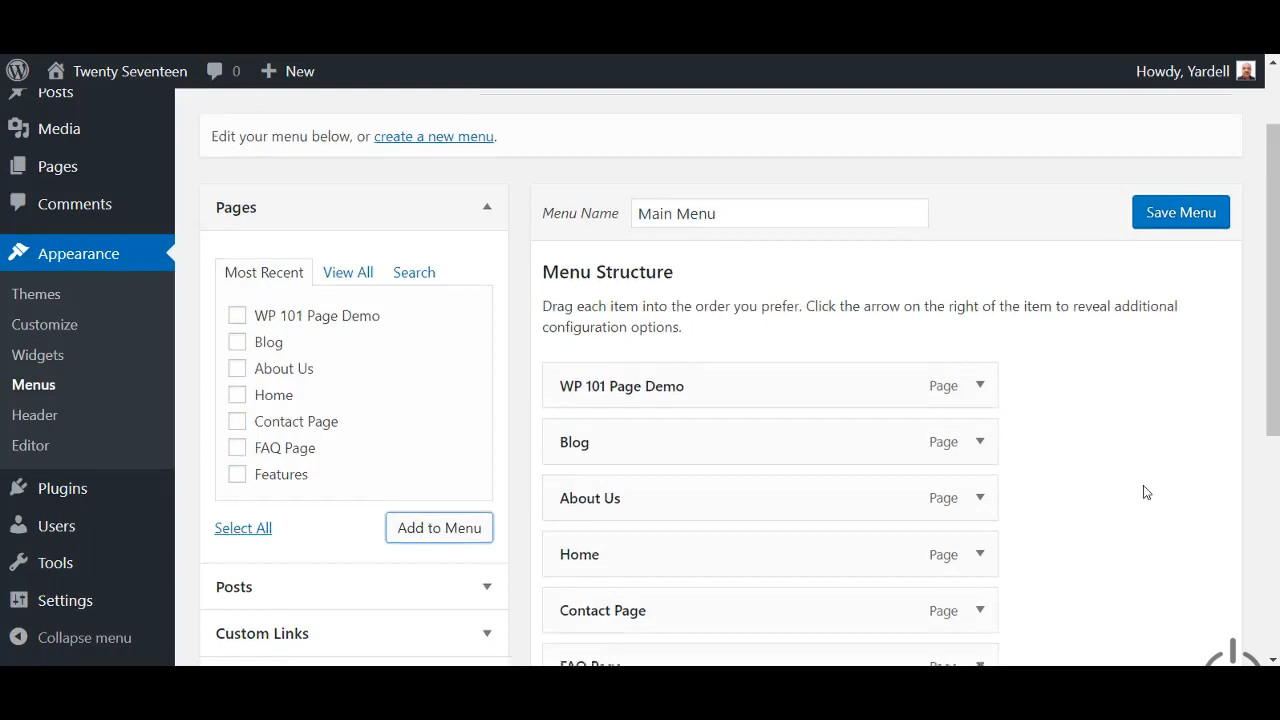 Twenty Seventeen
0
New
Howdy, Yardell
Posts
Media
Pages
Comments
Appearance
Themes
Customize
Widgets
Menus
Header
Editor
Plugins
Users
Tools
Settings
Collapse menu
Edit your menu below, or create a new menu.
Pages
Most Recent
View All
Search
WP 101 Page Demo
Blog
About Us
Home
Contact Page
FAQ Page
Features
Select All
Add to Menu
Posts
Custom Links
Menu Name
Main Menu
Save Menu
Menu Structure
Drag each item into the order you prefer. Click the arrow on the right of the item to reveal additional
configuration options.
WP 101 Page Demo Page
Blog Page
About Us Page
Home Page
Contact Page Page
FAQ Page Page